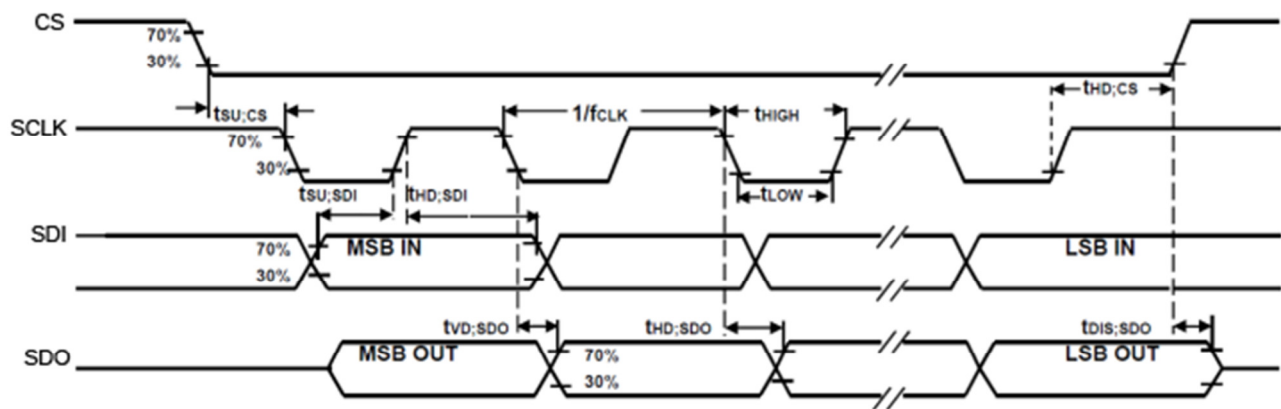 CS
70%
30%
tSU;CS
1/fCLK
tHIGH
tHD;CS
SCLK
70%
30%
tSU;SDI
tHD;SDI
tLOW
SDI
70%
30%
MSB IN
LSB IN
tVD;SDO
tHD;SDO
tDIS;SDO
SDO
MSB OUT
70%
30%
LSB OUT